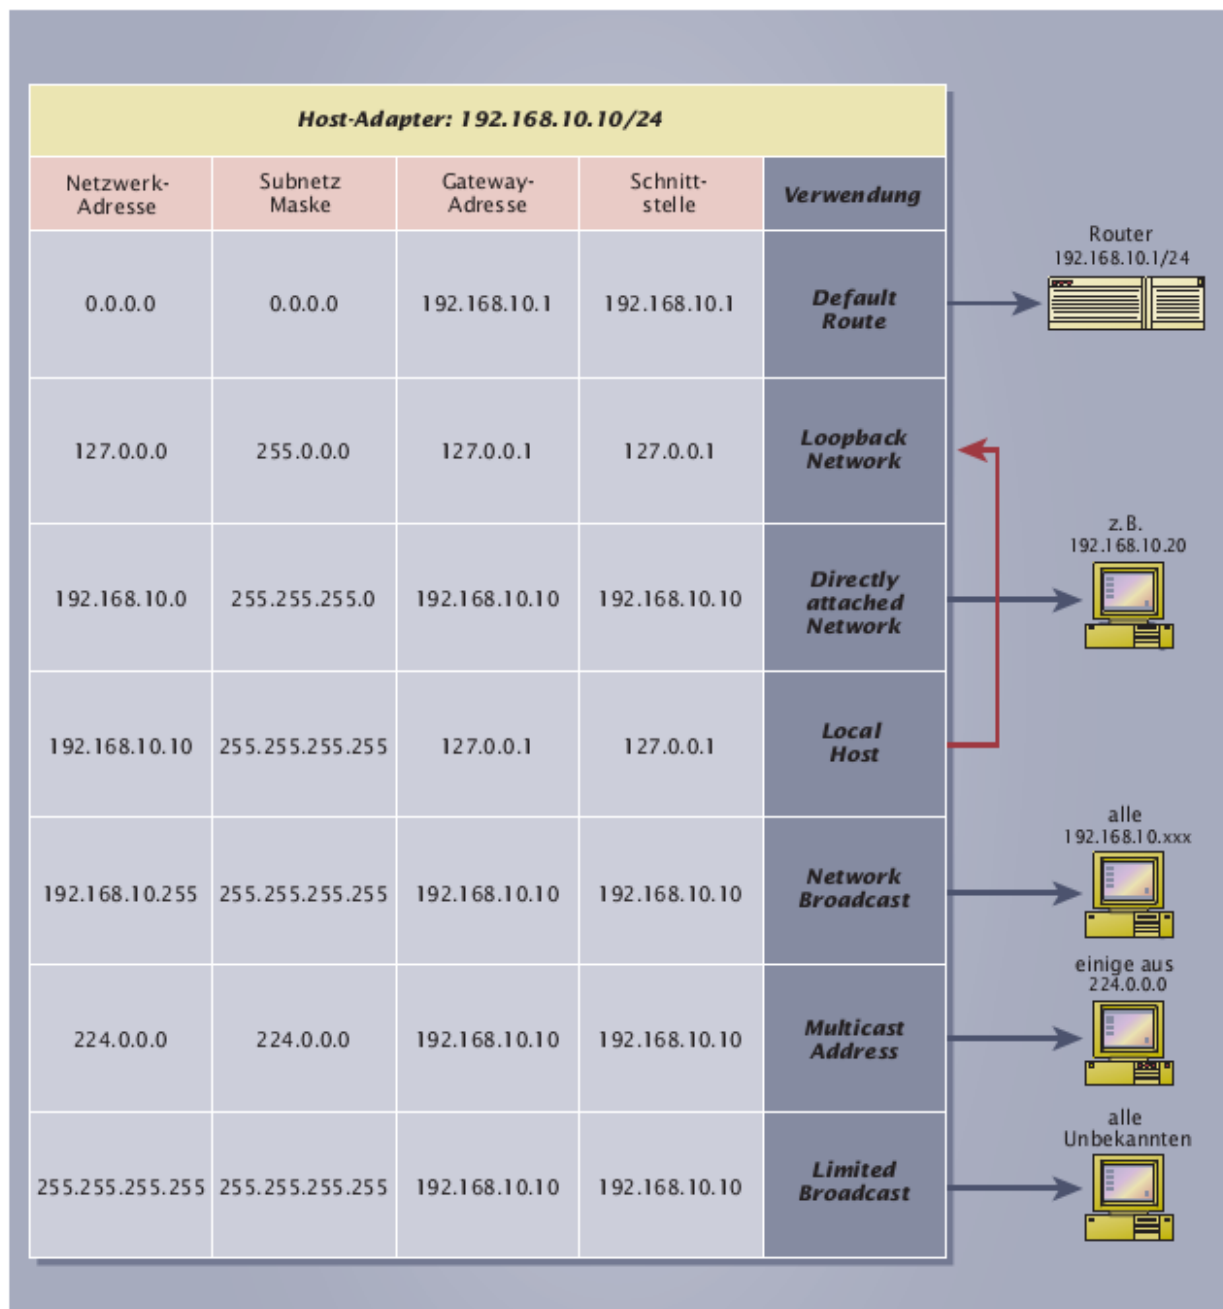 Host-Adapter: 192.168.10.10/24
Netzwerk-
Adresse
Subnetz
Maske
Gateway-
Adresse
Schnitt-
stelle
Verwendung
0.0.0.0
0.0.0.0
192.168.10.1
192.168.10.1
Default
Route
Router
192.168.10.1/24
127.0.0.0
255.0.0.0
127.0.0.1
127.0.0.1
Loopback
Network
192.168.10.0
255.255.255.0
192.168.10.10
192.168.10.10
Directly
attached
Network
z.B.
192.168.10.20
192.168.10.10
255.255.255.255
127.0.0.1
127.0.0.1
Local
Host
192.168.10.255
255.255.255.255
192.168.10.10
192.168.10.10
Network
Broadcast
alle
192.168.10.xxx
224.0.0.0
224.0.0.0
192.168.10.10
192.168.10.10
Multicast
Address
einige aus
224.0.0.0
255.255.255.255
255.255.255.255
192.168.10.10
192.168.10.10
Limited
Broadcast
alle
Unbekannten